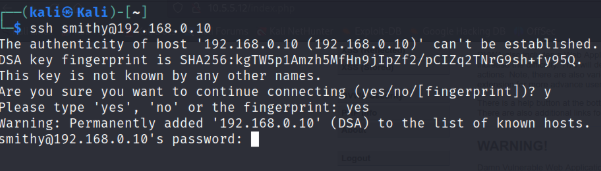 ┌──(kali㉿Kali)-[~]
└─$ ssh smithy@192.168.0.10
The authenticity of host '192.168.0.10 (192.168.0.10)' can't be established.
DSA key fingerprint is SHA256:kgTW5p1Amzh5MfHn9jIpZf2/pCIZq2TNrG9sh+fy95Q.
This key is not known by any other names.
Are you sure you want to continue connecting (yes/no/[fingerprint])? y
Please type 'yes', 'no' or the fingerprint: yes
Warning: Permanently added '192.168.0.10' (DSA) to the list of known hosts.
smithy@192.168.0.10's password:
WARNING!